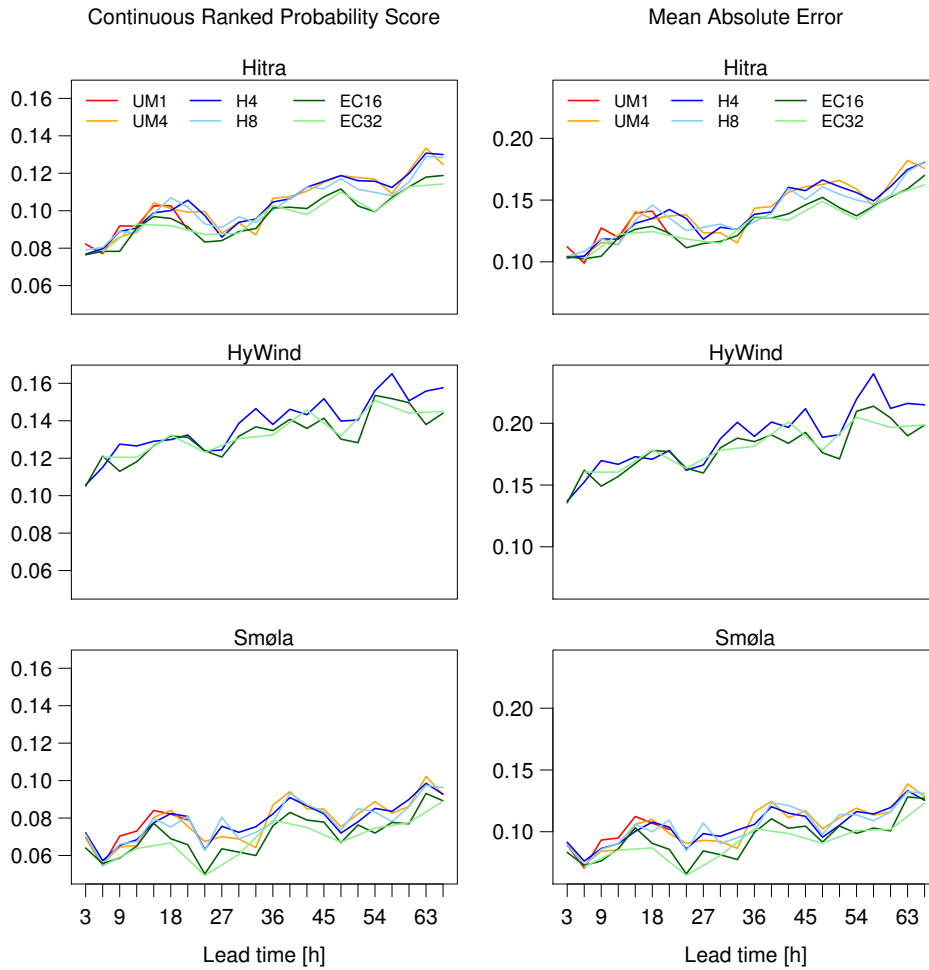 Continuous Ranked Probability Score
Mean Absolute Error
Hitra
UM1 H4 EC16
UM4 H8 EC32
0.16
0.14
0.12
0.10
0.08
0.06
Hitra
UM1 H4 EC16
UM4 H8 EC32
0.20
0.15
0.10
HyWind
0.16
0.14
0.12
0.10
0.08
0.06
HyWind
0.20
0.15
0.10
Smøla
0.16
0.14
0.12
0.10
0.08
0.06
3 9 18 27 36 45 54 63
Lead time [h]
Smøla
0.20
0.15
0.10
3 9 18 27 36 45 54 63
Lead time [h]